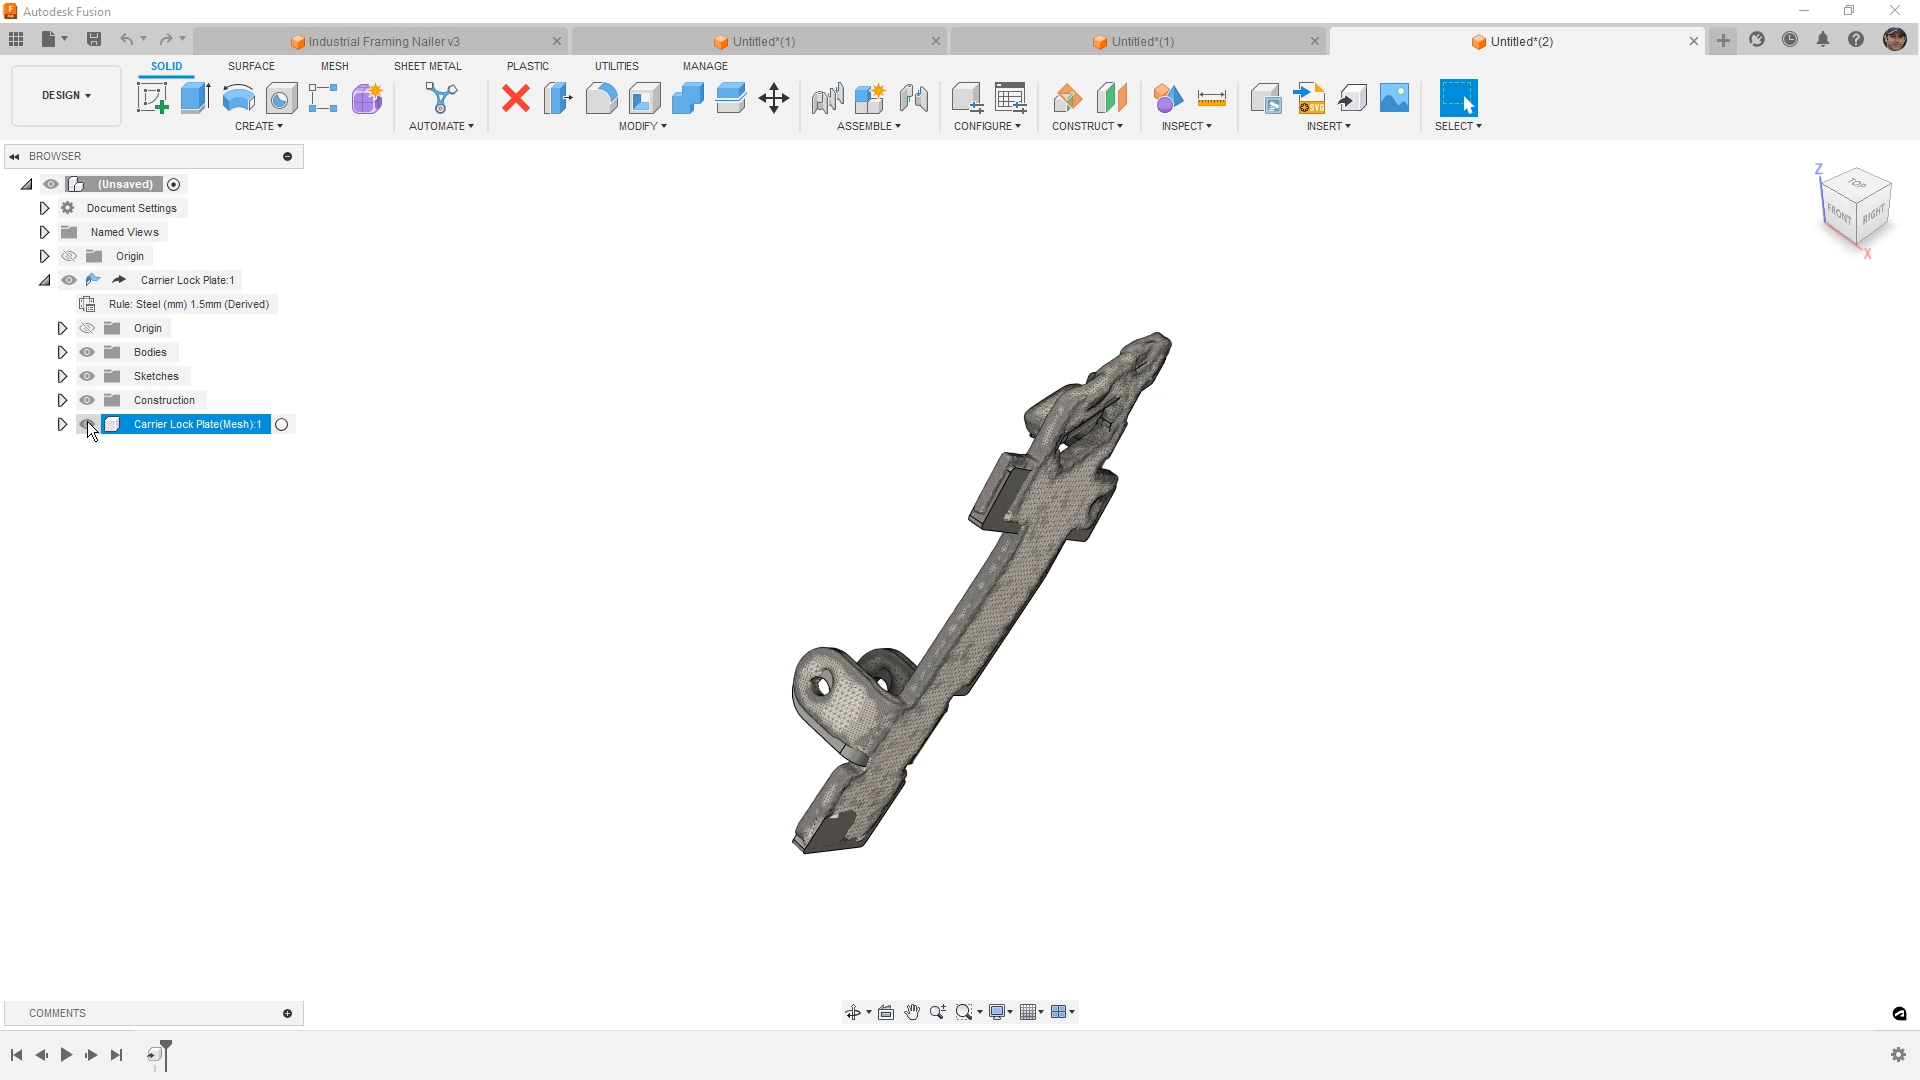 Autodesk Fusion
Industrial Framing Nailer v3
Untitled*(1)
Untitled*(1)
Untitled*(2)
DESIGN
SOLID
SURFACE
MESH
SHEET METAL
PLASTIC
UTILITIES
MANAGE
CREATE
AUTOMATE
MODIFY
ASSEMBLE
CONFIGURE
CONSTRUCT
INSPECT
SVG
INSERT
SELECT
BROWSER
(Unsaved)
Document Settings
Named Views
Origin
Carrier Lock Plate:1
Rule: Steel (mm) 1.5mm (Derived)
Origin
Bodies
Sketches
Construction
Carrier Lock Plate(Mesh):1
Z
TOP
FRONT
RIGHT
X
COMMENTS